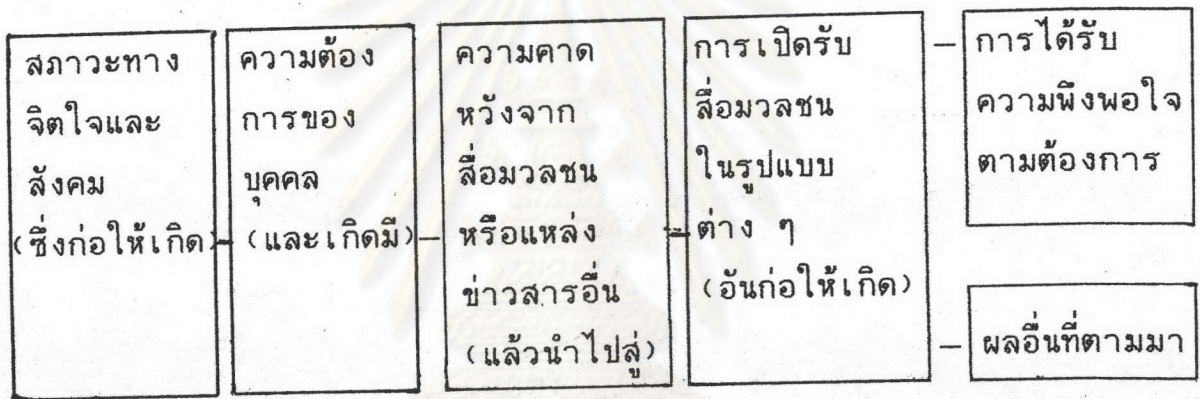 สภาวะทาง
จิตใจและ
สังคม
(ซึ่งก่อให้เกิด)
ความต้อง
การของ
บุคคล
(และเกิดมี)
ความคาด
หวังจาก
สื่อมวลชน
หรือแหล่ง
ข่าวสารอื่น
(แล้วนำไปสู่)
การเปิดรับ
สื่อมวลชน
ในรูปแบบ
ต่าง ๆ
(อันก่อให้เกิด)
การได้รับ
ความพึงพอใจ
ตามต้องการ
ผลอื่นที่ตามมา